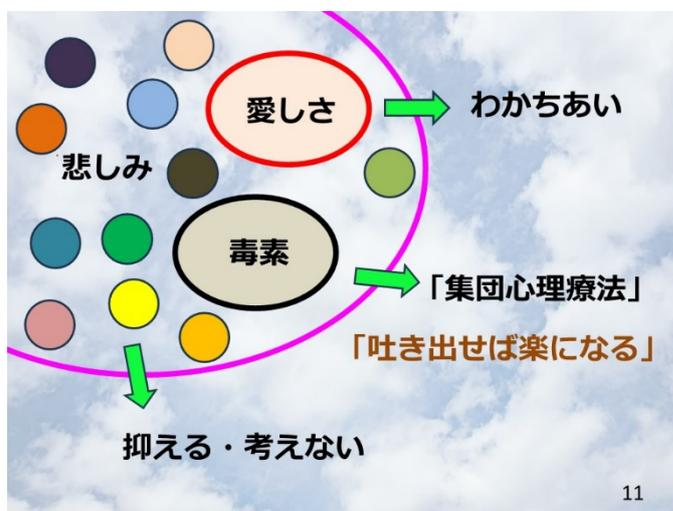 愛しさ
わかちあい
悲しみ
毒素
「集団心理療法」
「吐き出せば楽になる」
抑える・考えない
11